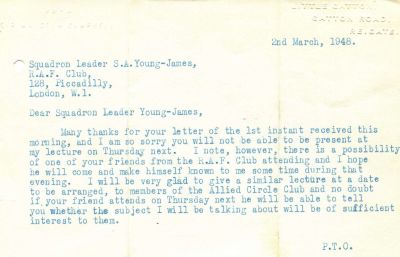 LITTLE GATTON
GATTON ROAD,
REIGATE.
2nd March, 1948.
Squadron Leader S.A.Young-James,
R.A.F. Club,
128, Piccadilly,
London, W.1.
Dear Squadron Leader Young-James,
Many thanks for your letter of the 1st instant received this
morning, and I am so sorry you will not be able to be present at
my lecture on Thursday next. I note, however, there is a possibility
of one of your friends from the R.A.F. Club attending and I hope
he will come and make himself known to me some time during that
evening. I will be very glad to give a similar lecture at a date
to be arranged, to members of the Allied Circle Club and no doubt
if your friend attends on Thursday next he will be able to tell
you whether the subject I will be talking about will be of sufficient
interest to them.
P.T.O.